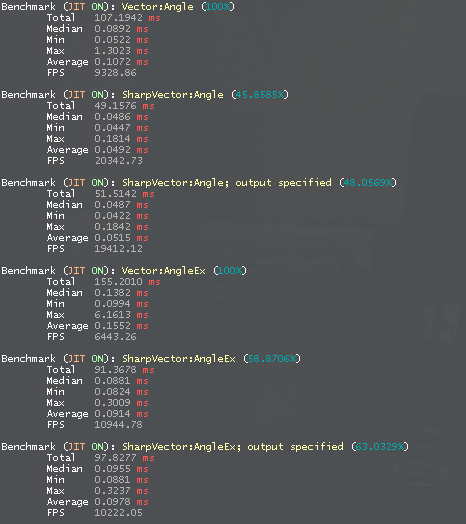 Benchmark (JIT ON): Vector:Angle (100%)
Total 107.1942 ms
Median 0.0892 ms
Min 0.0522 ms
Max 1.3023 ms
Average 0.1072 ms
FPS 9328.86
Benchmark (JIT ON): SharpVector:Angle (45.8585%)
Total 49.1576 ms
Median 0.0486 ms
Min 0.0447 ms
Max 0.1814 ms
Average 0.0492 ms
FPS 20342.73
Benchmark (JIT ON): SharpVector:Angle; output specified (48.0569%)
Total 51.5142 ms
Median 0.0487 ms
Min 0.0422 ms
Max 0.1842 ms
Average 0.0515 ms
FPS 19412.12
Benchmark (JIT ON): Vector:AngleEx (100%)
Total 155.2010 ms
Median 0.1382 ms
Min 0.0994 ms
Max 6.1613 ms
Average 0.1552 ms
FPS 6443.26
Benchmark (JIT ON): SharpVector:AngleEx (58.8706%)
Total 91.3678 ms
Median 0.0881 ms
Min 0.0824 ms
Max 0.3009 ms
Average 0.0914 ms
FPS 10944.78
Benchmark (JIT ON): SharpVector:AngleEx; output specified (63.0329%)
Total 97.8277 ms
Median 0.0955 ms
Min 0.0881 ms
Max 0.3237 ms
Average 0.0978 ms
FPS 10222.05